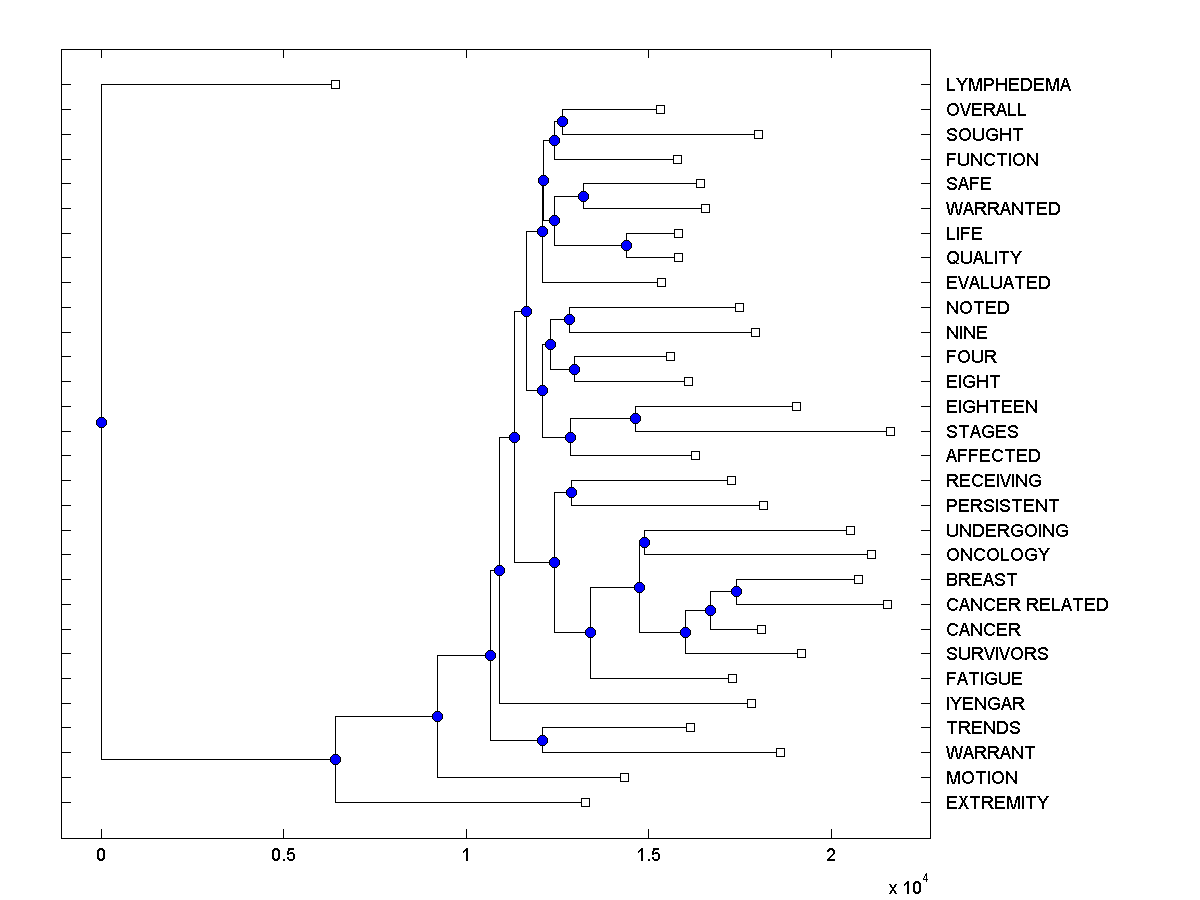 LYMPHEDEMA
OVERALL
SOUGHT
FUNCTION
SAFE
WARRANTED
LIFE
QUALITY
EVALUATED
NOTED
NINE
FOUR
EIGHT
EIGHTEEN
STAGES
AFFECTED
RECEIVING
PERSISTENT
UNDERGOING
ONCOLOGY
BREAST
CANCER RELATED
CANCER
SURVIVORS
FATIGUE
IYENGAR
TRENDS
WARRANT
MOTION
EXTREMITY
0 0.5 1 1.5 2
x 10^4